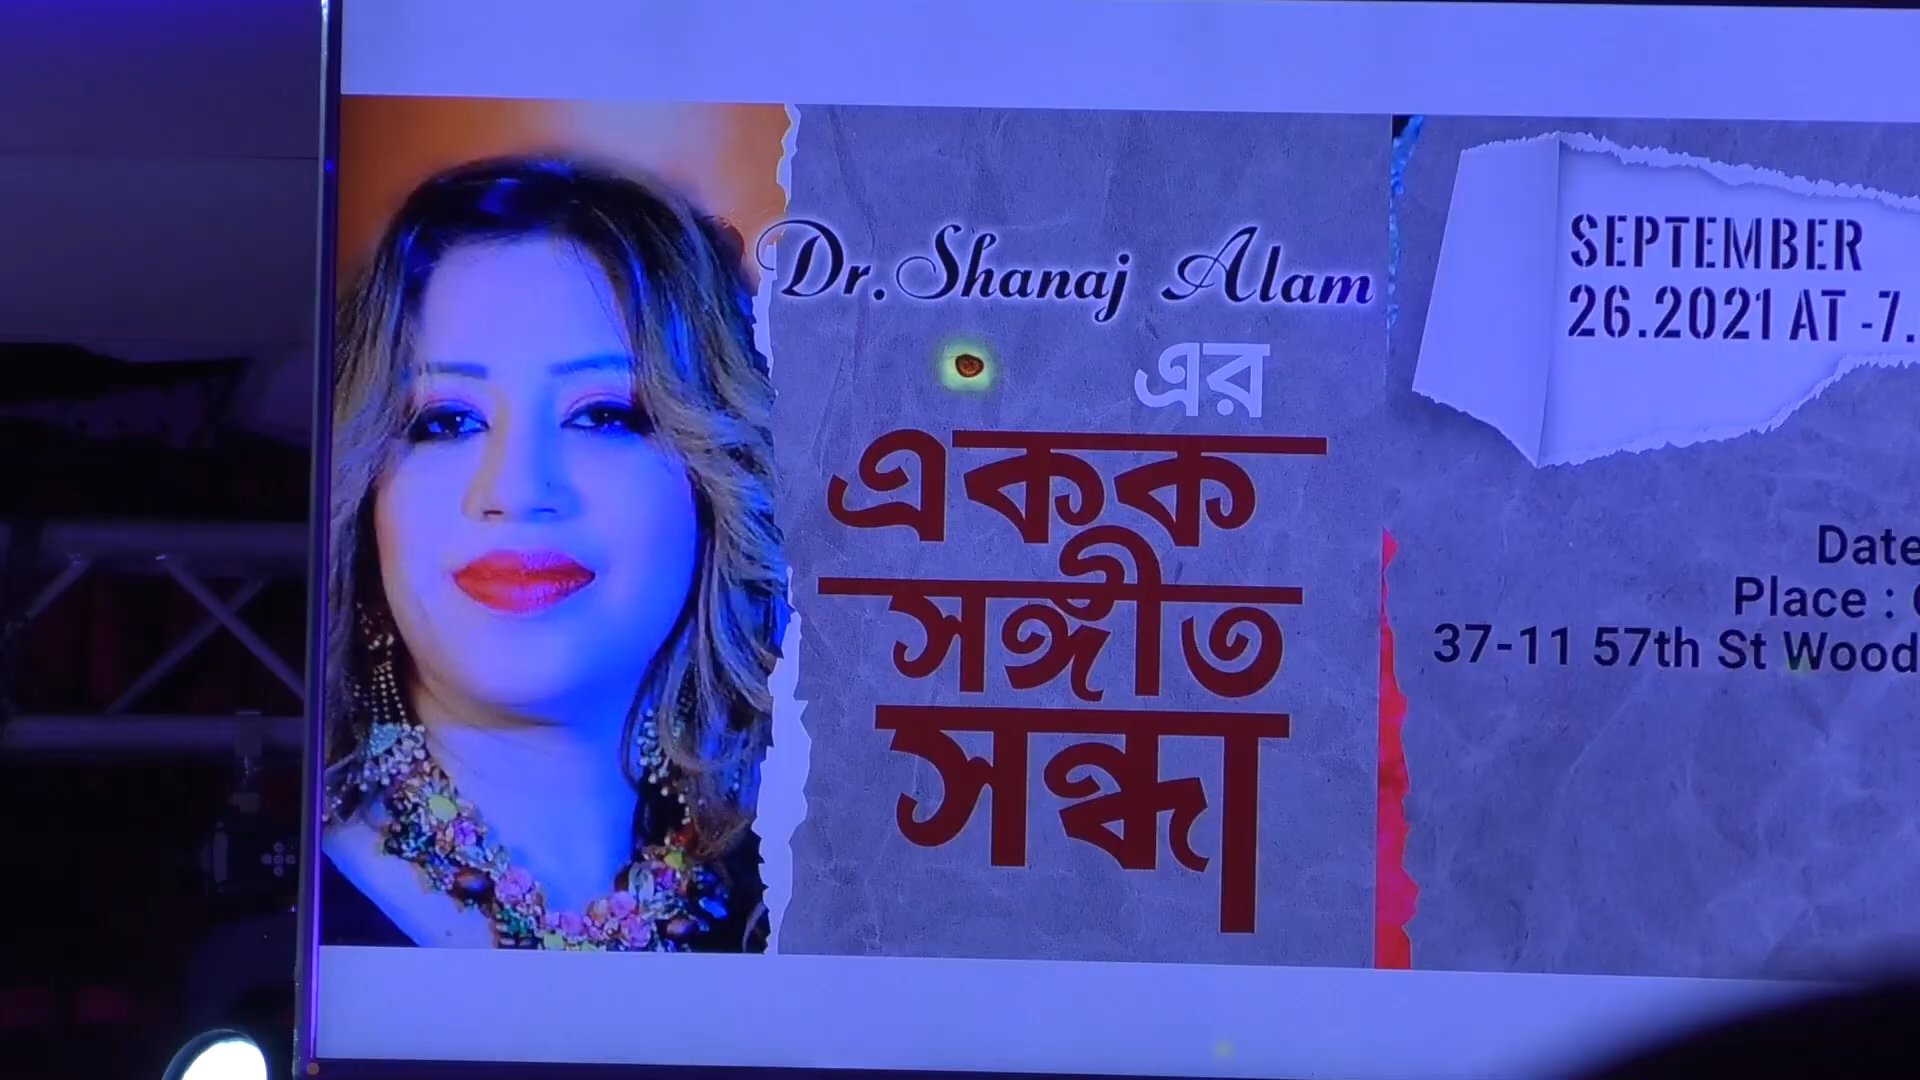 Dr. Shanaj Alam
এর
একক
সঙ্গীত
সন্ধা
SEPTEMBER
26.2021 AT -7.
Date
Place :
37-11 57th St Wood